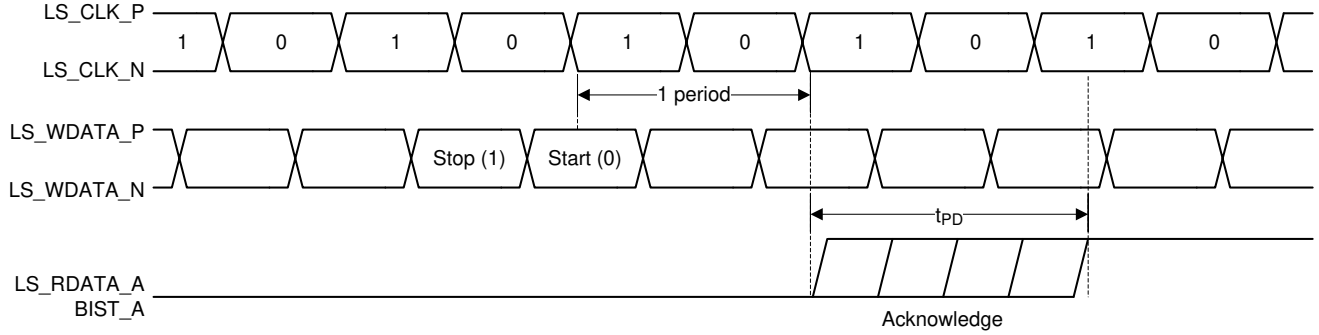 LS_CLK_P
1 0 1 0 1 0 1 0 1 0
LS_CLK_N
1 period
LS_WDATA_P
Stop (1) Start (0)
LS_WDATA_N
tPD
LS_RDATA_A
BIST_A
Acknowledge